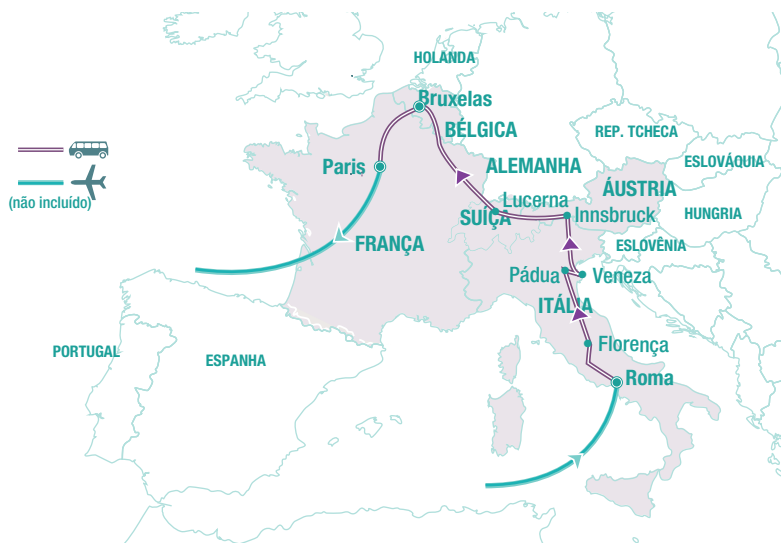 HOLANDA
Bruxelas
BÉLGICA
REP. TCHECA
ESLOVÁQUIA
Paris
ALEMANHA
ÁUSTRIA
(não incluído)
Lucerna
SUÍÇA
Innsbruck
HUNGRIA
FRANÇA
ESLOVÊNIA
Pádua
Veneza
ITÁLIA
PORTUGAL
ESPANHA
Florença
Roma